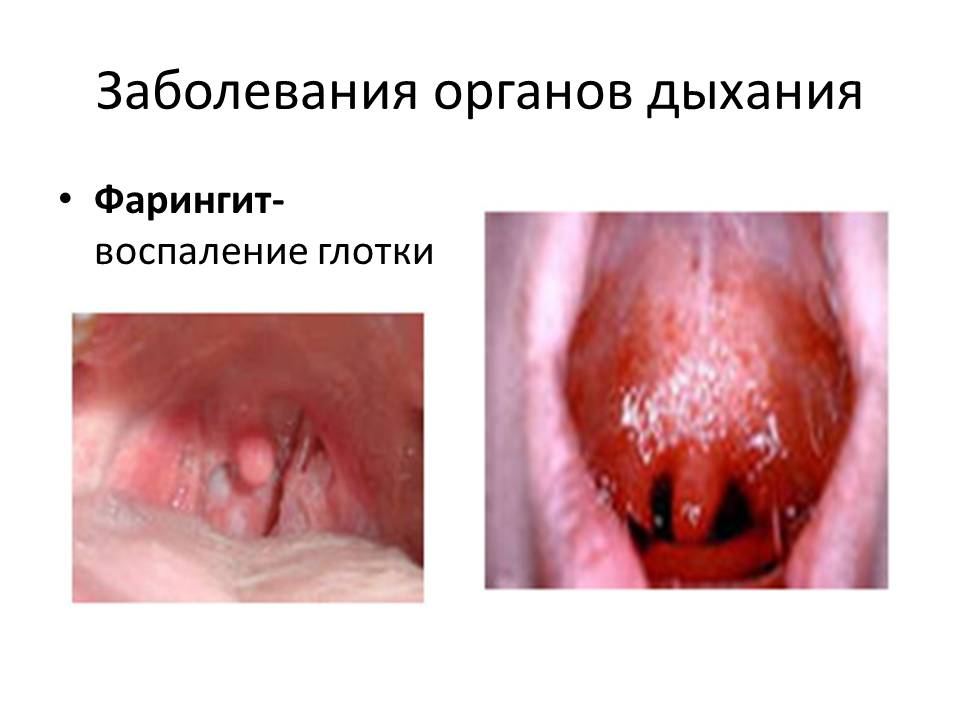 Заболевания органов дыхания
• Фарингит-
воспаление глотки